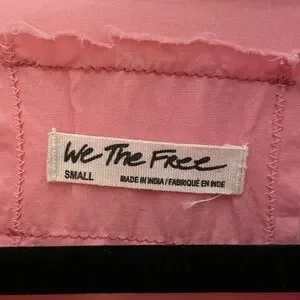 We The Free
SMALL
MADE IN INDIA / FABRIQUÉ EN INDE